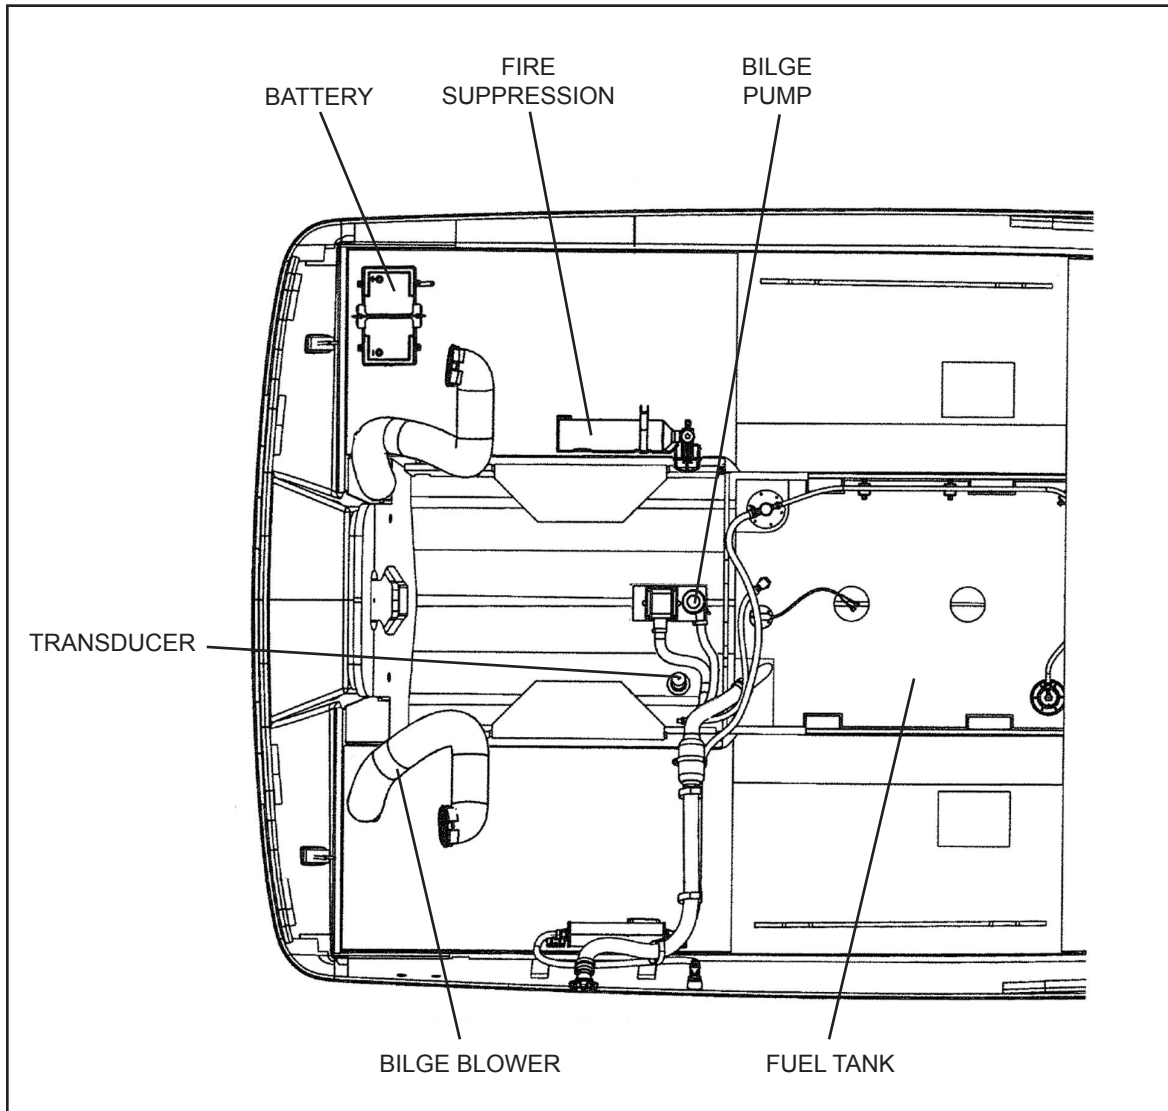 FIRE
SUPPRESSION
BILGE
PUMP
BATTERY
TRANSDUCER
BILGE BLOWER
FUEL TANK